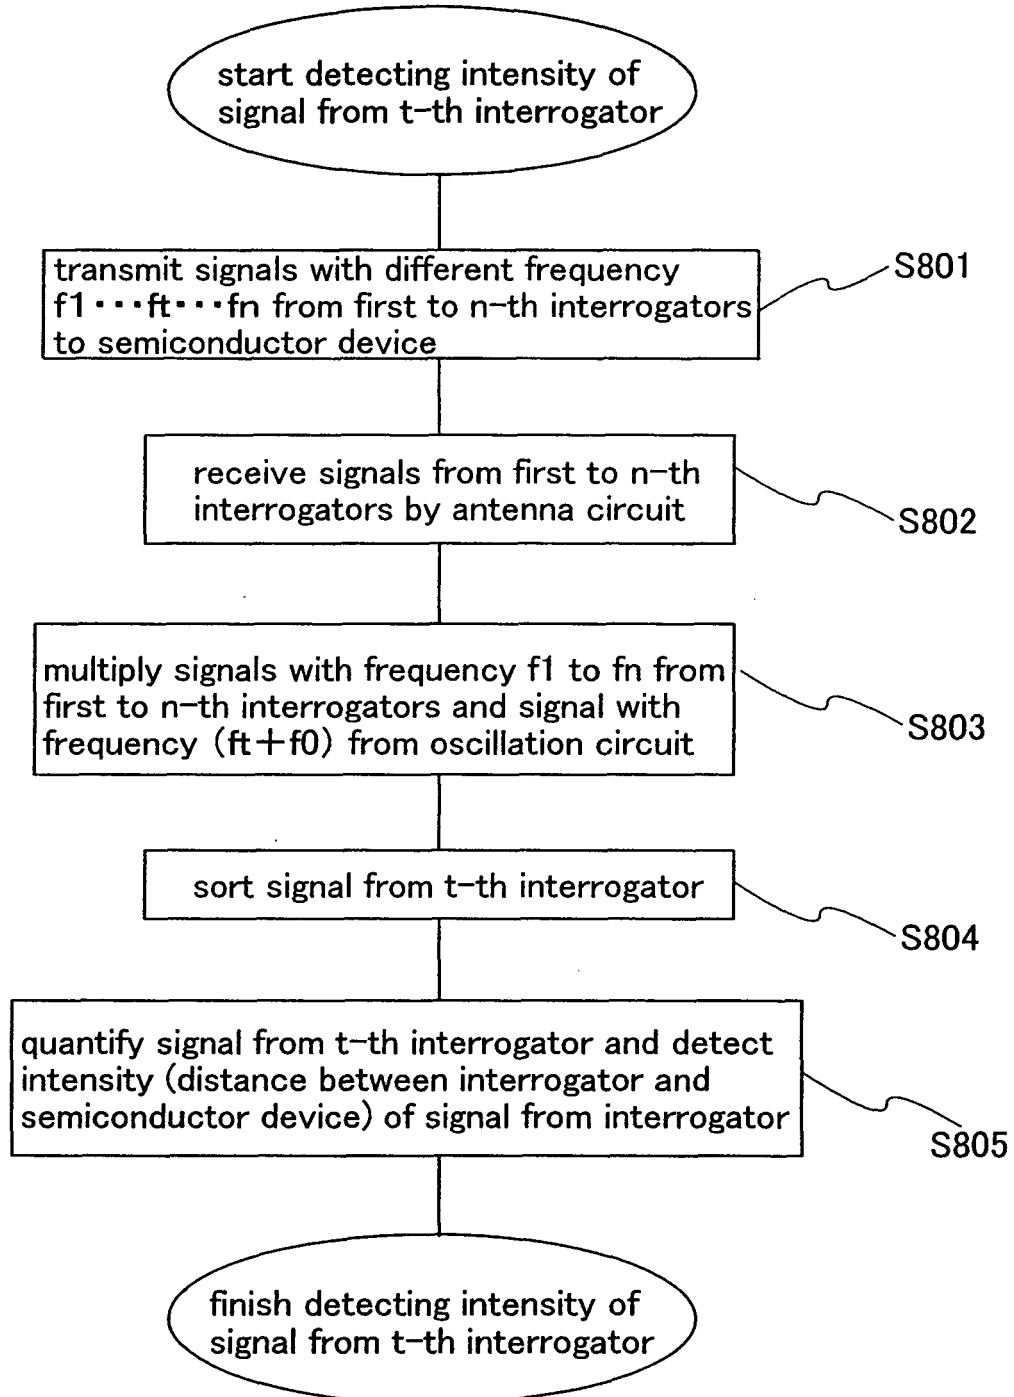 start detecting intensity of
signal from t-th interrogator
transmit signals with different frequency
f1・・・ft・・・fn from first to n-th interrogators
to semiconductor device
S801
receive signals from first to n-th
interrogators by antenna circuit
S802
multiply signals with frequency f1 to fn from
first to n-th interrogators and signal with
frequency (ft+f0) from oscillation circuit
S803
sort signal from t-th interrogator
S804
quantify signal from t-th interrogator and detect
intensity (distance between interrogator and
semiconductor device) of signal from interrogator
S805
finish detecting intensity of
signal from t-th interrogator